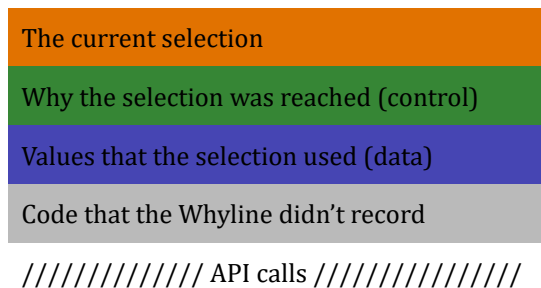 The current selection
Why the selection was reached (control)
Values that the selection used (data)
Code that the Whyline didn't record
////////////// API calls ////////////////